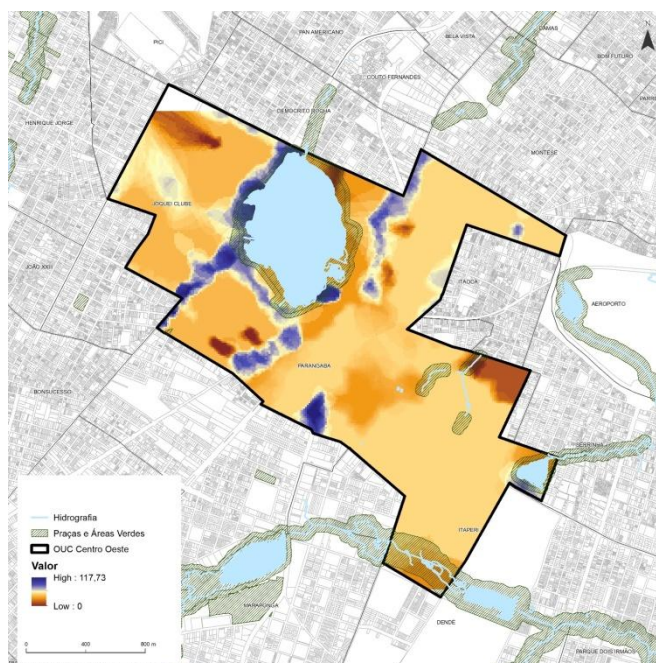 DAMAS
N
PAN AMERICANO
BELA VISTA
PICI
BOM FUTURO
COUTO FERNANDES
DEMOCRITO ROCHA
HENRIQUE JORGE
MONTESE
JOQUEI CLUBE
JOÃO XXIII
ITAOCA
AEROPORTO
PARANGABA
BONSUCESSO
SERRINHA
ITAPERI
Hidrografia
Praças e Áreas Verdes
OUC Centro Oeste
Valor
High : 117,73
Low : 0
MARAPONGA
DENDE
0 400 800 m
PARQUE DOIS IRMÃOS